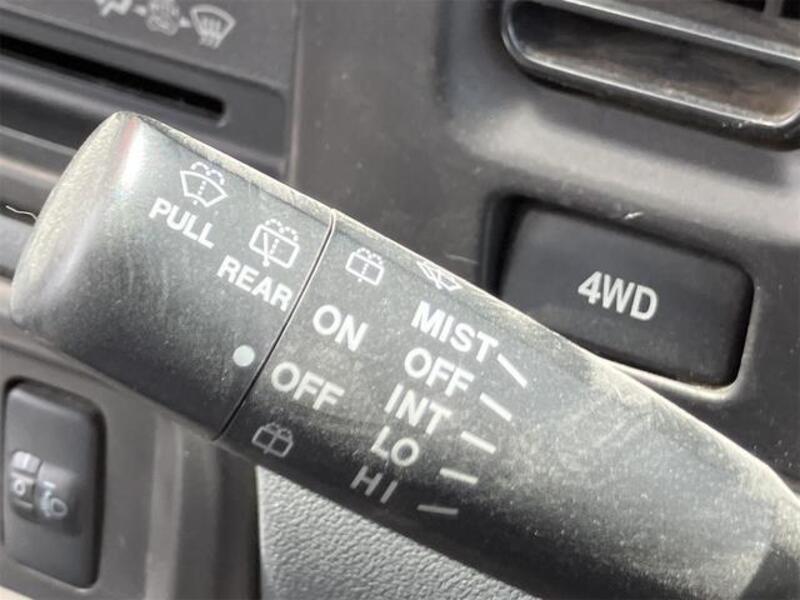 PULL
REAR
ON
OFF
MIST
OFF
INT
LO
HI
4WD